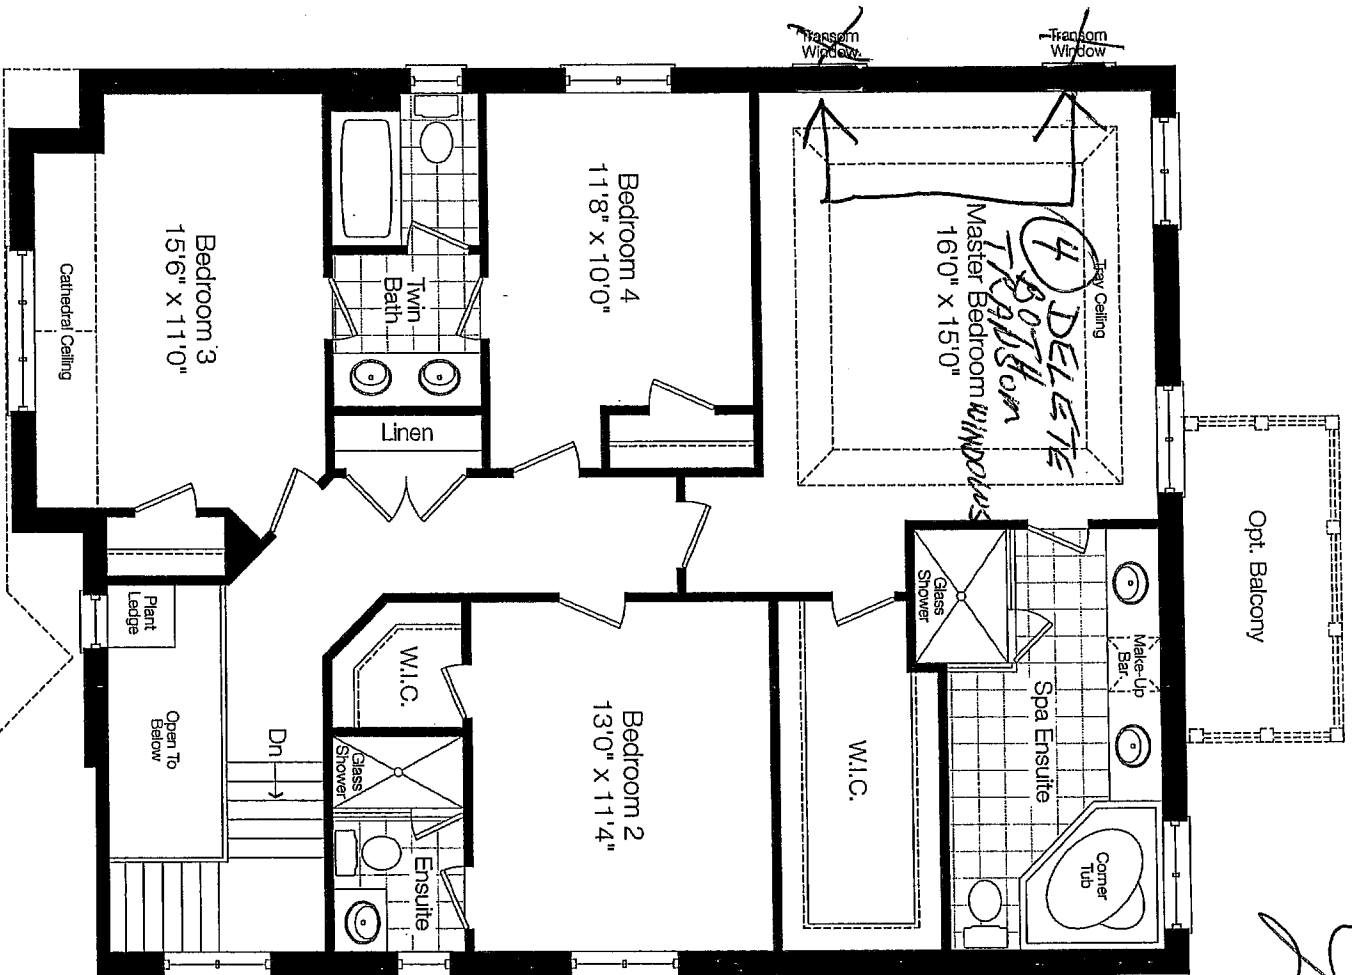 Transom
Window
Transom
Window
Bedroom 3
15'6" x 11'0"
Cathedral Ceiling
Twin
Bath
Linen
Bedroom 4
11'8" x 10'0"
Tray Ceiling
Master Bedroom
16'0" x 15'0"
4 DELETE
- BOTH
TRANSOM
WINDOWS
Opt. Balcony
Glass
Shower
Make-Up
Bar
Spa Ensuite
Corner
Tub
W.I.C.
Bedroom 2
13'0" x 11'4"
W.I.C.
Glass
Shower
Ensuite
Plant
Ledge
Open To
Below
Dn